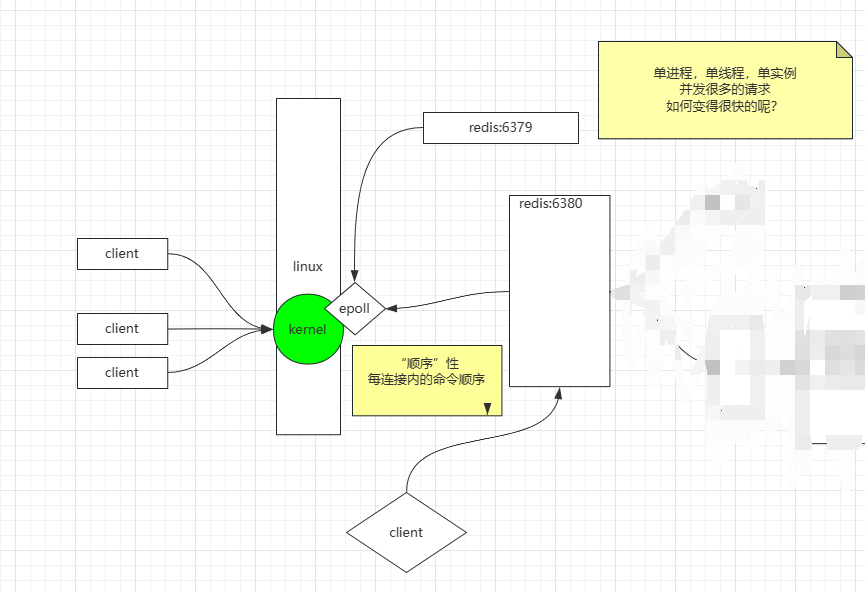 单进程，单线程，单实例
并发很多的请求
如何变得很快的呢？
redis:6379
redis:6380
client
linux
epoll
kernel
client
client
“顺序”性
每连接内的命令顺序
client